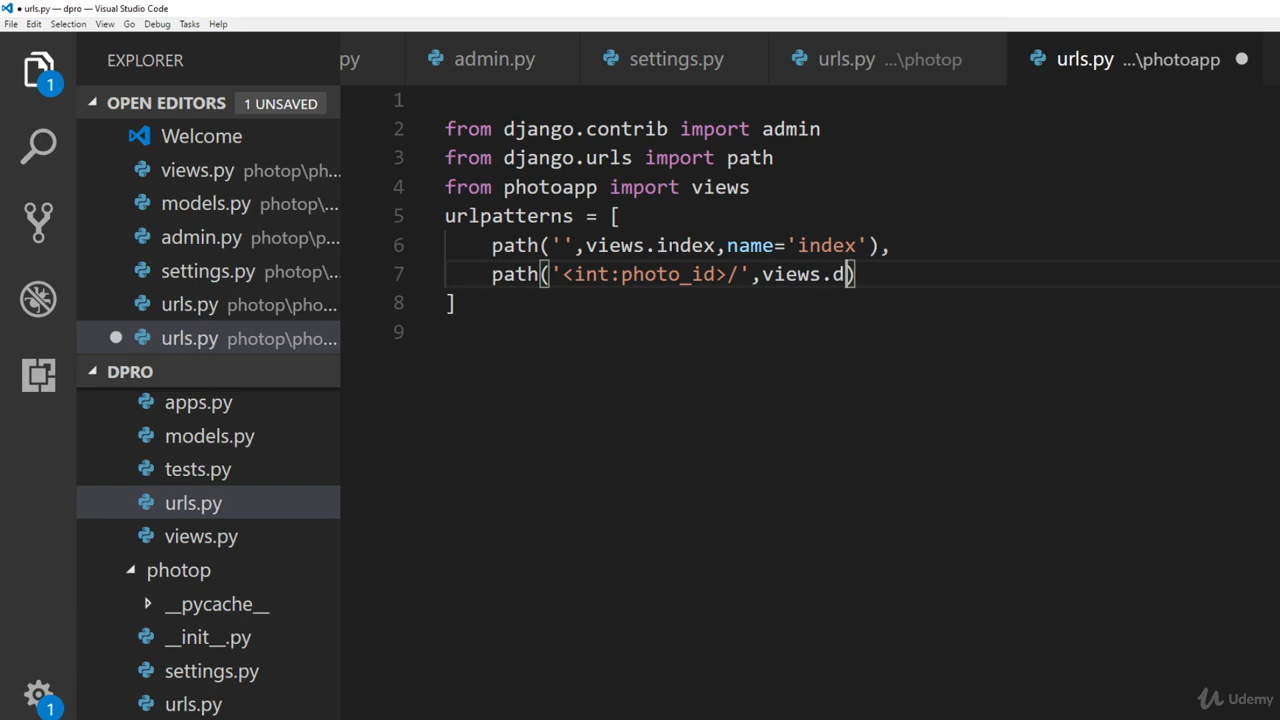 ● urls.py — dpro — Visual Studio Code
File Edit Selection View Go Debug Tasks Help
EXPLORER
py admin.py settings.py urls.py ...\photop urls.py ...\photoapp
OPEN EDITORS 1 UNSAVED
Welcome
views.py photop\ph...
models.py photop\...
admin.py photop\p...
settings.py photop\...
urls.py photop\pho...
urls.py photop\pho...
DPRO
apps.py
models.py
tests.py
urls.py
views.py
photop
__pycache__
__init__.py
settings.py
urls.py
1
1
1
2 from django.contrib import admin
3 from django.urls import path
4 from photoapp import views
5 urlpatterns = [
6 path('',views.index,name='index'),
7 path('<int:photo_id>/',views.d)
8 ]
9
Udemy